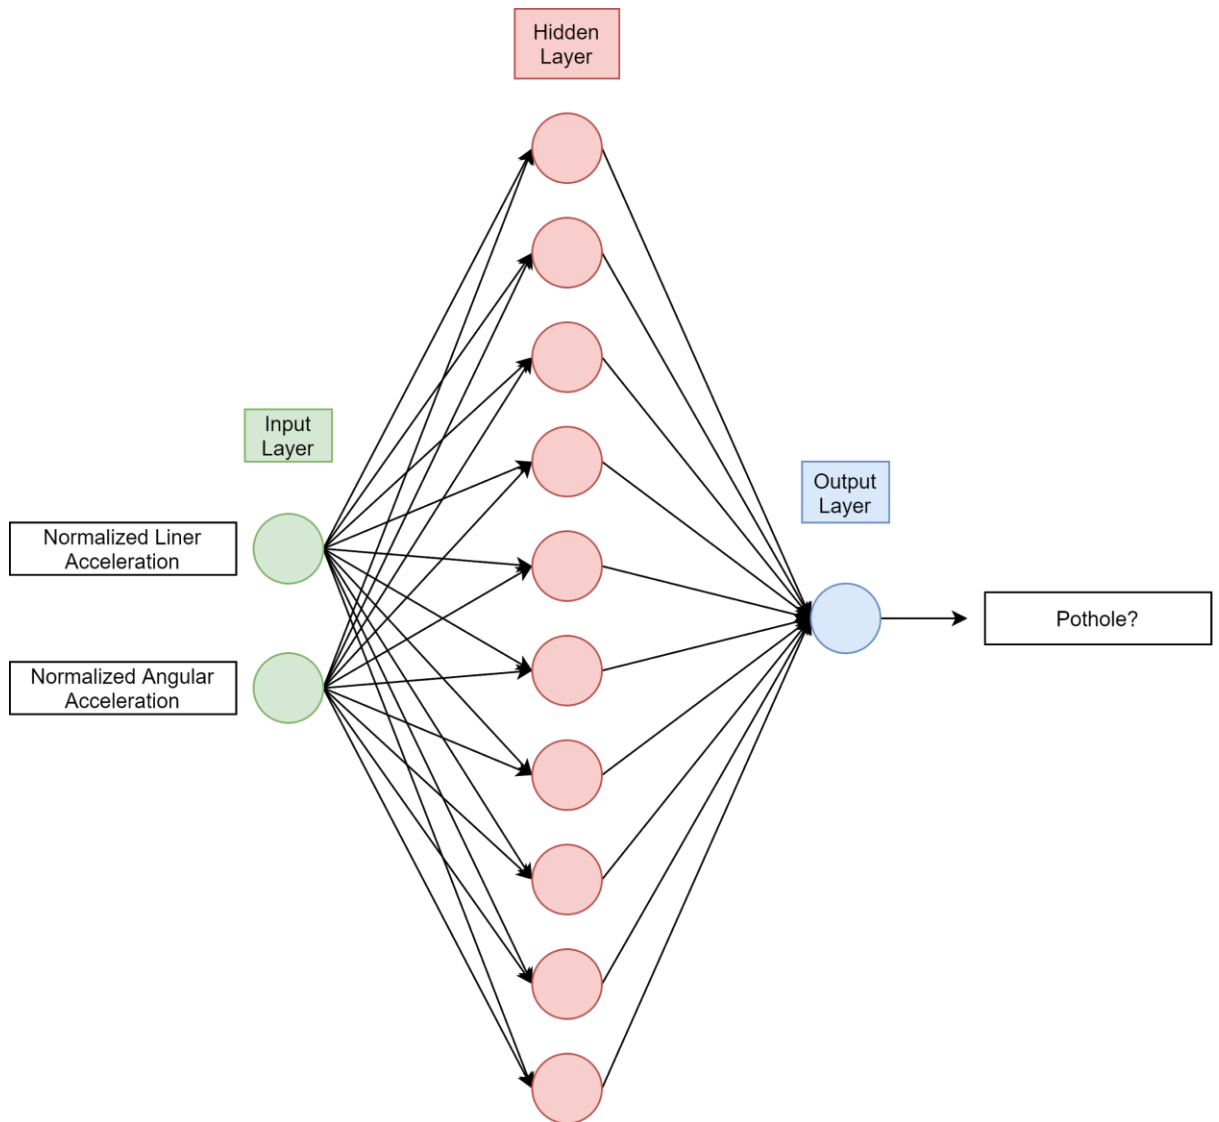 Hidden
Layer
Input
Layer
Normalized Liner
Acceleration
Normalized Angular
Acceleration
Output
Layer
Pothole?